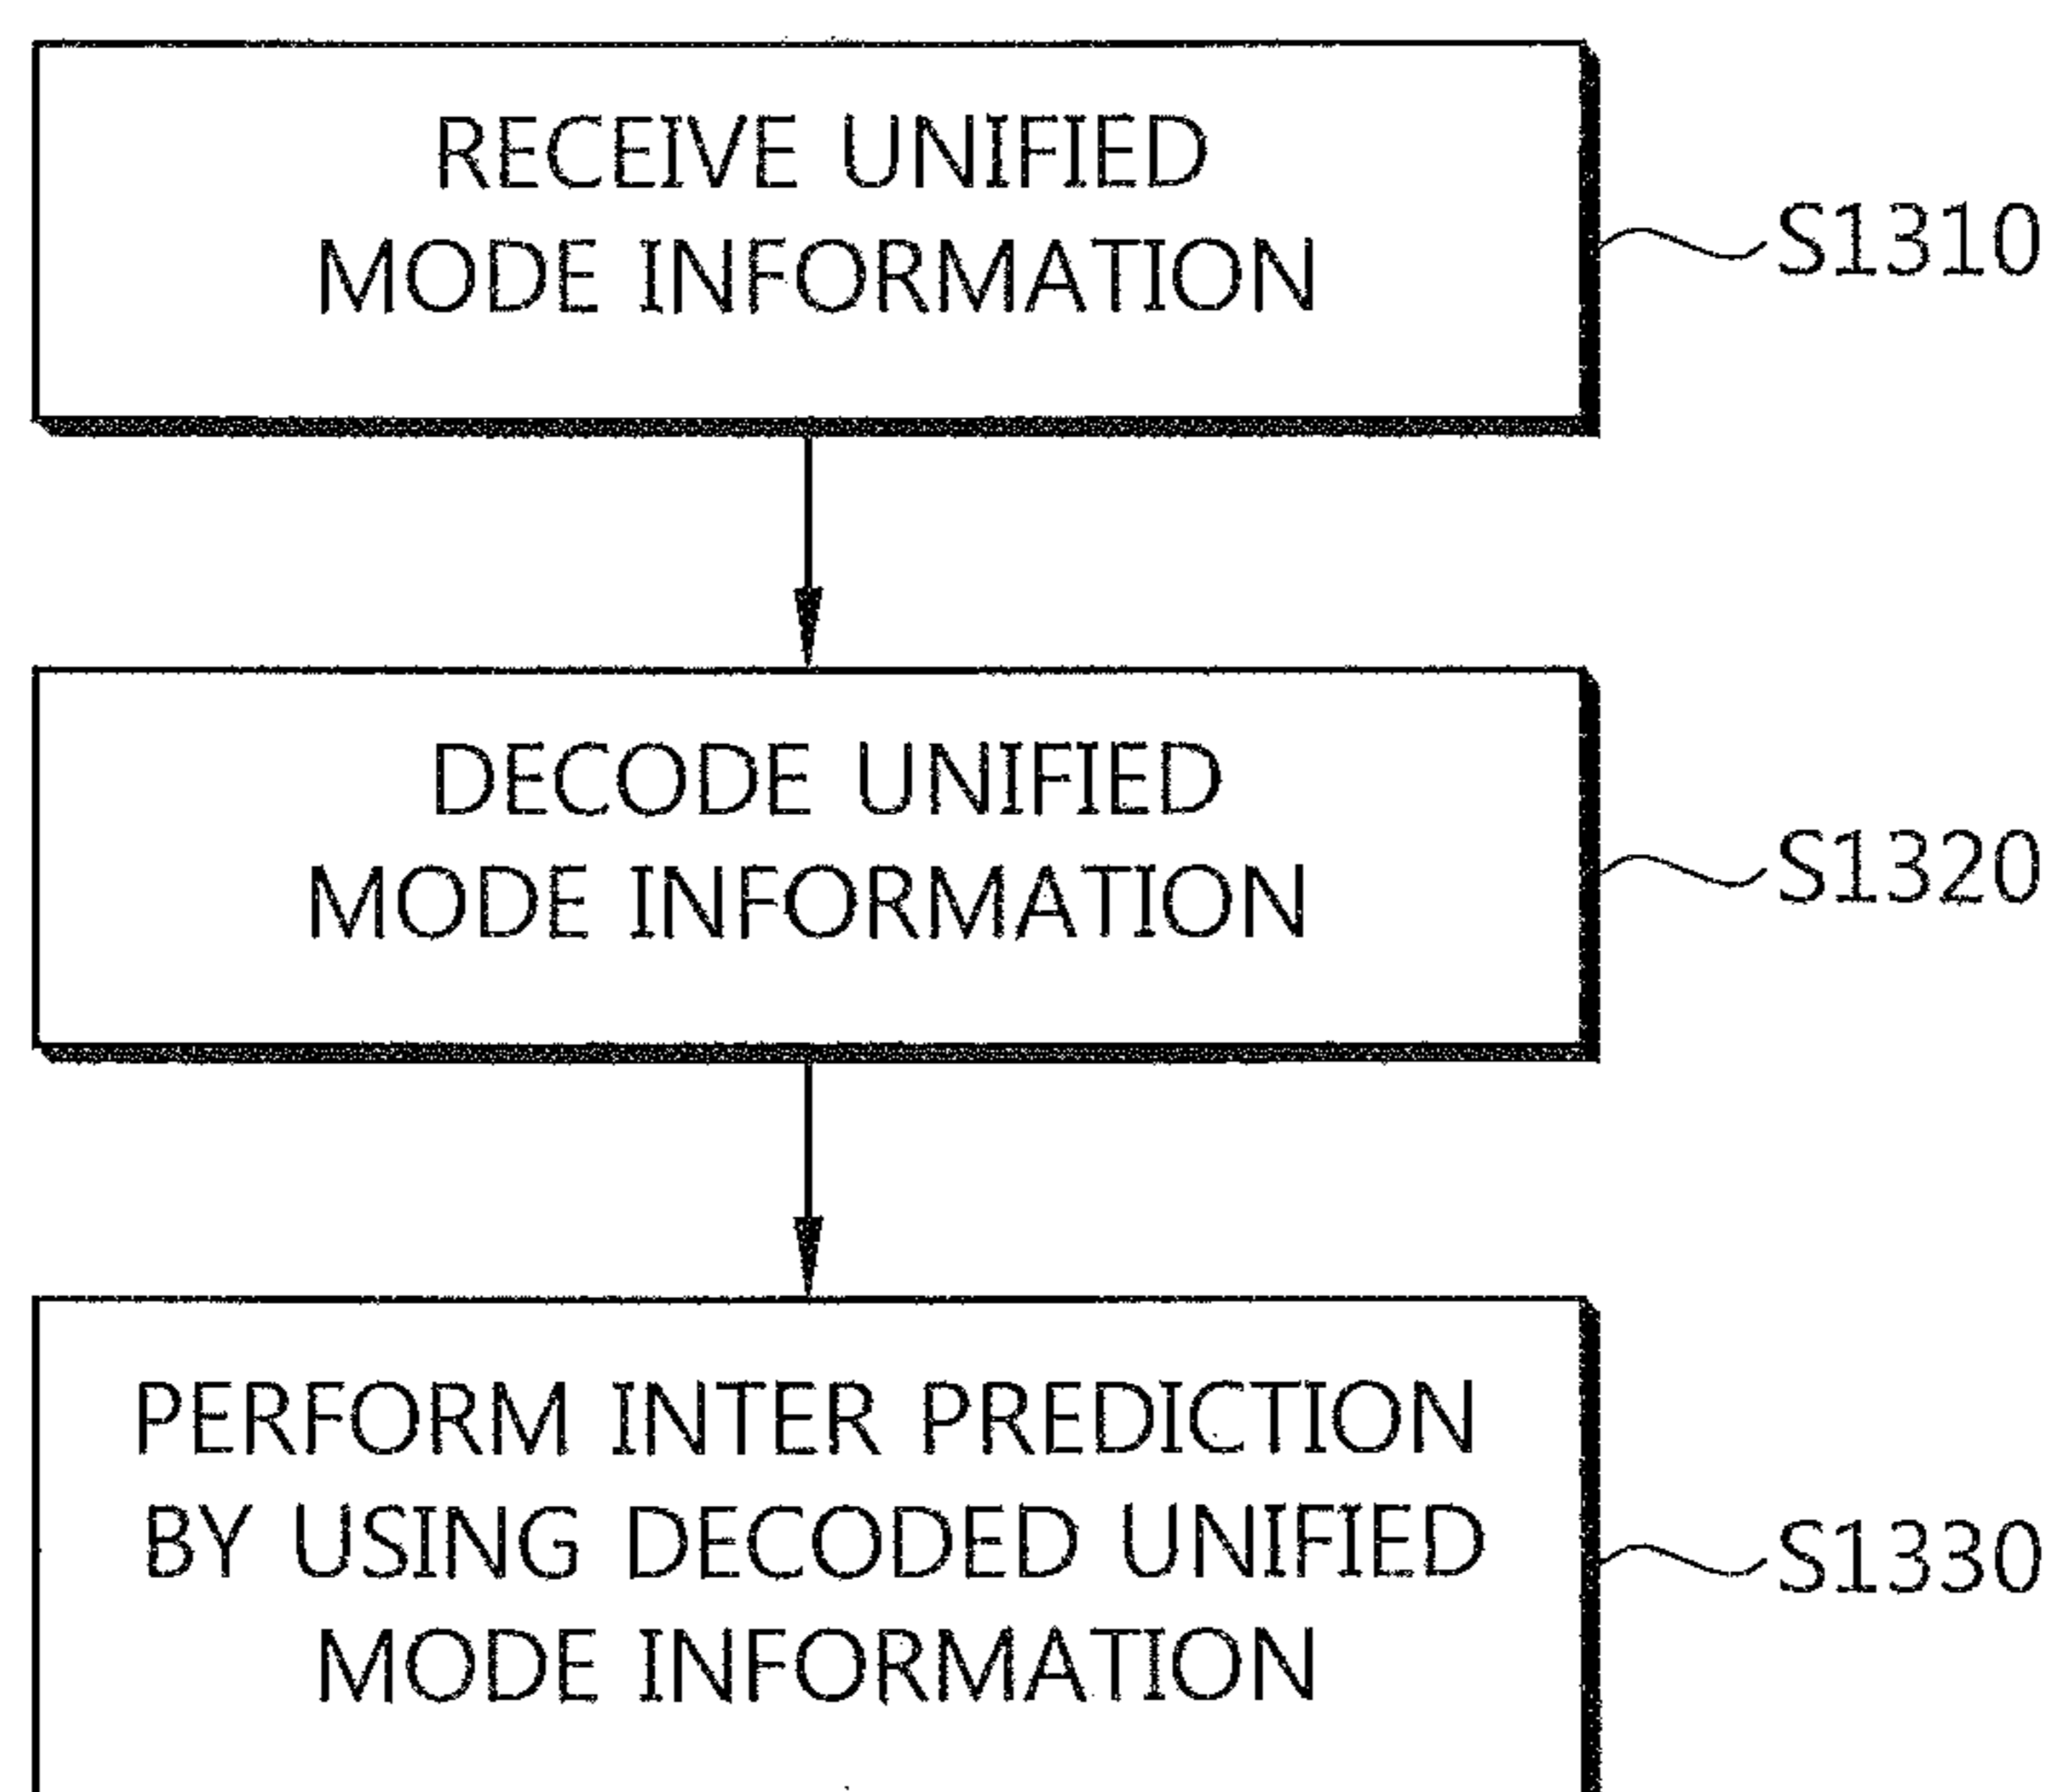 RECEIVE UNIFIED
MODE INFORMATION
S1310
DECODE UNIFIED
MODE INFORMATION
S1320
PERFORM INTER PREDICTION
BY USING DECODED UNIFIED
MODE INFORMATION
S1330